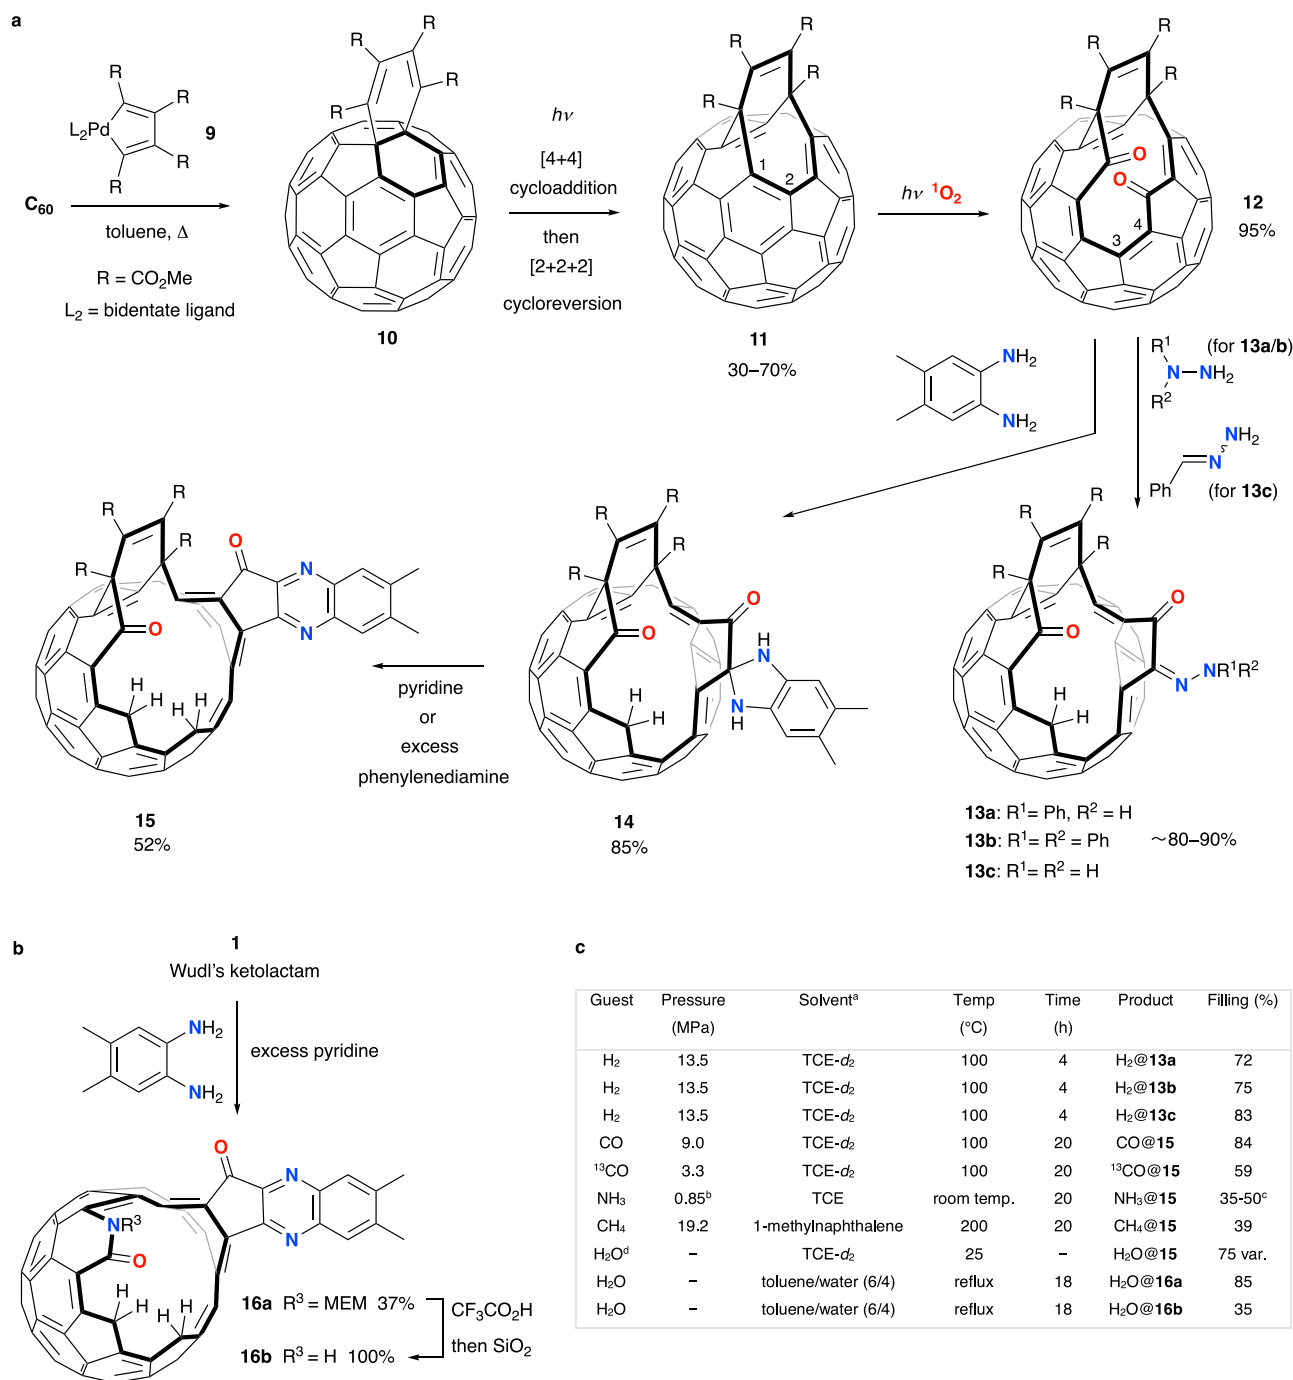 a
R
R
L₂Pd
R
R
9
C₆₀
toluene, Δ
R = CO₂Me
L₂ = bidentate ligand
R
R
R
R
10
hν
[4+4]
cycloaddition
then
[2+2+2]
cycloreversion
R
R
R
R
1
2
11
30–70%
hν ¹O₂
R
R
R
R
O
O
4
3
12
95%
NH₂
NH₂
R¹
N–NH₂
R²
(for 13a/b)
NH₂
N
Ph
(for 13c)
R
R
R
R
O
O
N
N
H
H
H
H
15
52%
pyridine
or
excess
phenylenediamine
R
R
R
R
O
O
H
N
N
H
H
H
14
85%
R
R
R
R
O
O
N
NR¹R²
H
H
13a: R¹= Ph, R² = H
13b: R¹= R² = Ph
~80–90%
13c: R¹= R² = H
b
1
Wudl's ketolactam
NH₂
NH₂
excess pyridine
O
N
N
NR³
O
H
H
H
H
16a R³ = MEM 37%
CF₃CO₂H
then SiO₂
16b R³ = H 100%
c
Guest Pressure (MPa) Solventᵃ Temp (°C) Time (h) Product Filling (%)
H₂ 13.5 TCE-d₂ 100 4 H₂@13a 72
H₂ 13.5 TCE-d₂ 100 4 H₂@13b 75
H₂ 13.5 TCE-d₂ 100 4 H₂@13c 83
CO 9.0 TCE-d₂ 100 20 CO@15 84
¹³CO 3.3 TCE-d₂ 100 20 ¹³CO@15 59
NH₃ 0.85ᵇ TCE room temp. 20 NH₃@15 35-50ᶜ
CH₄ 19.2 1-methylnaphthalene 200 20 CH₄@15 39
H₂Oᵈ – TCE-d₂ 25 – H₂O@15 75 var.
H₂O – toluene/water (6/4) reflux 18 H₂O@16a 85
H₂O – toluene/water (6/4) reflux 18 H₂O@16b 35